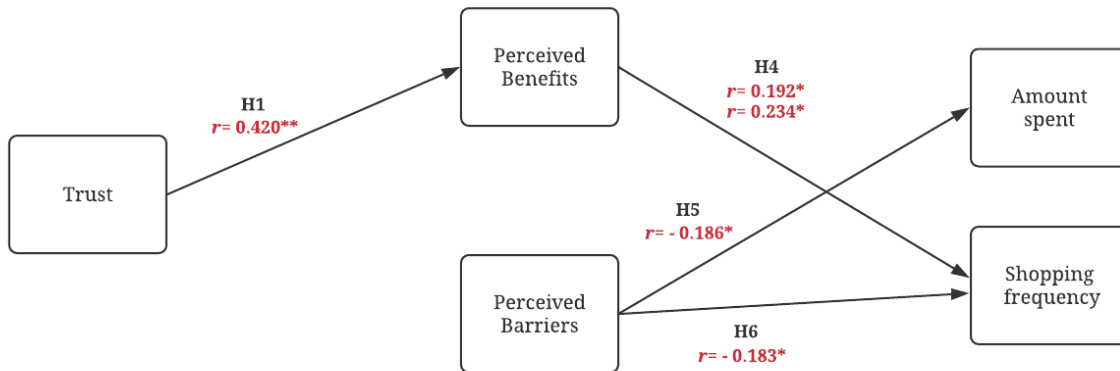 Perceived
Benefits
H4
r= 0.192*
r= 0.234*
Amount
spent
H1
r= 0.420**
Trust
H5
r= - 0.186*
Shopping
frequency
Perceived
Barriers
H6
r= - 0.183*